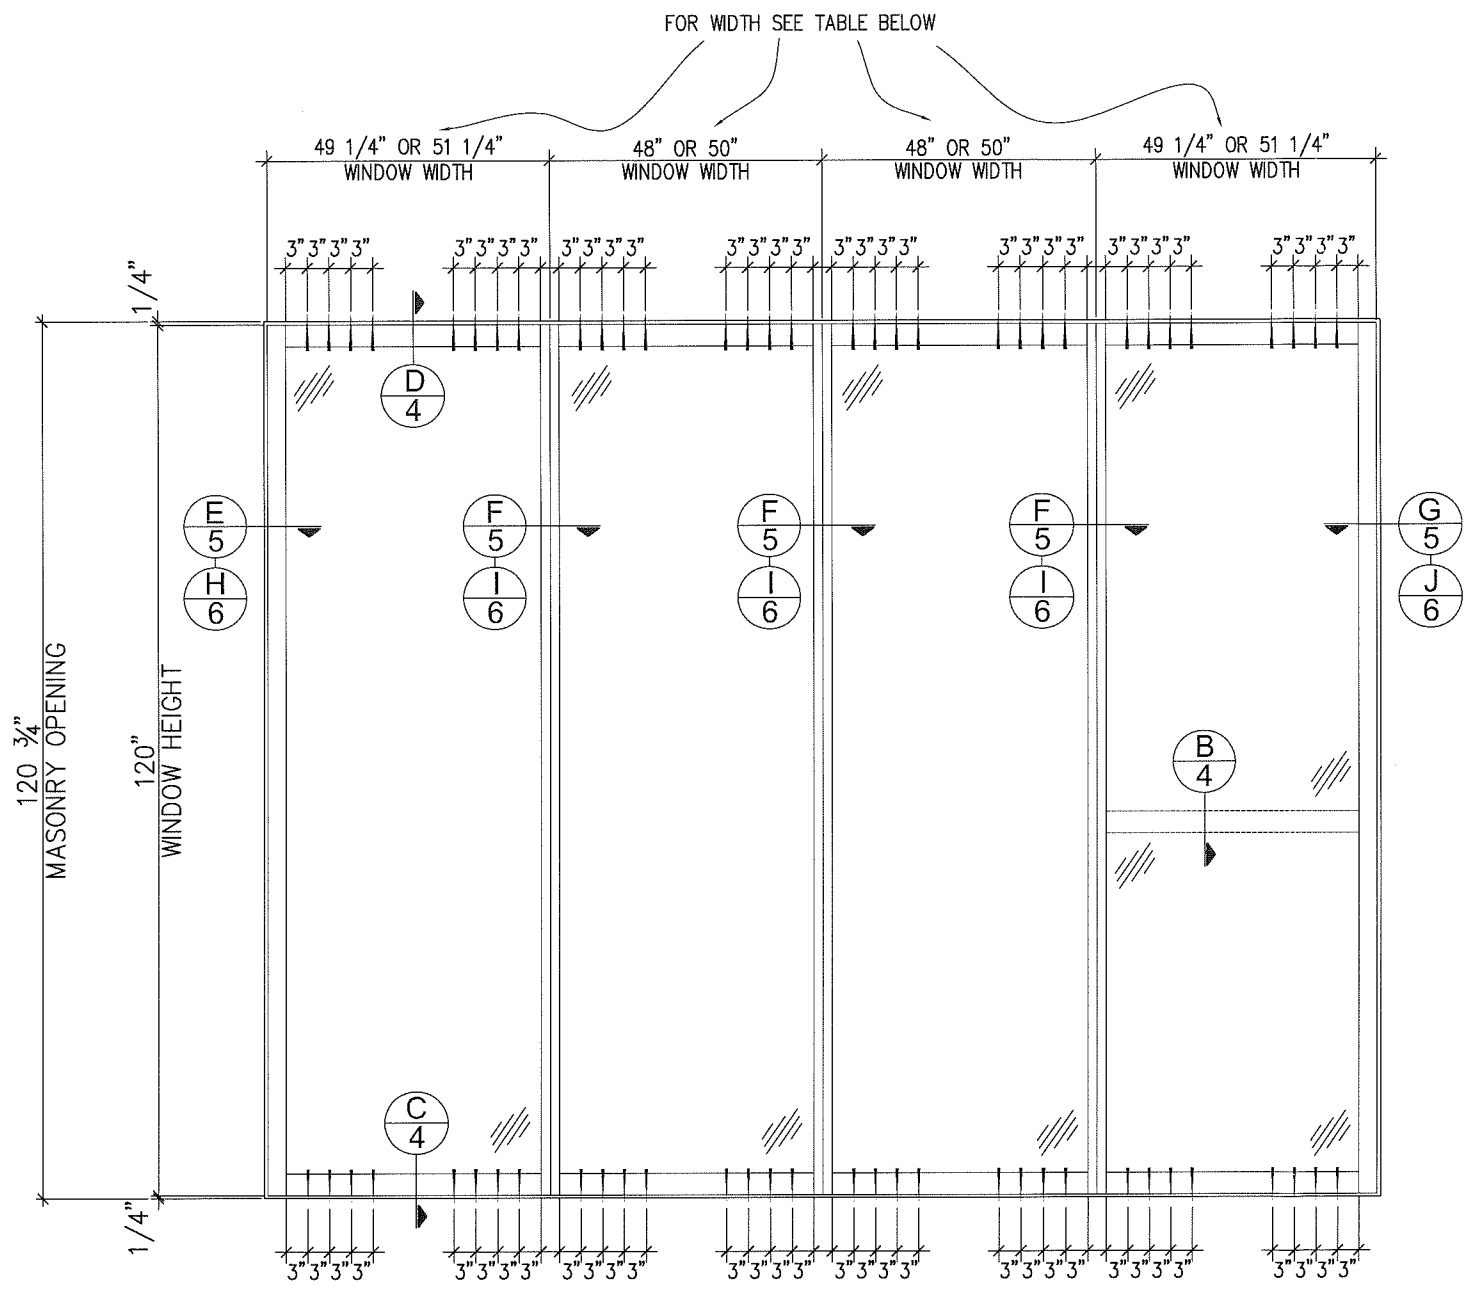 FOR WIDTH SEE TABLE BELOW
49 1/4" OR 51 1/4"
WINDOW WIDTH
48" OR 50"
WINDOW WIDTH
48" OR 50"
WINDOW WIDTH
49 1/4" OR 51 1/4"
WINDOW WIDTH
3" 3" 3" 3"
3" 3" 3" 3"
3" 3" 3" 3"
3" 3" 3" 3"
3" 3" 3" 3"
3" 3" 3" 3"
3" 3" 3" 3"
3" 3" 3" 3"
1/4"
D
4
E
5
H
6
F
5
I
6
F
5
I
6
F
5
I
6
G
5
J
6
120 3/4"
MASONRY OPENING
120"
WINDOW HEIGHT
B
4
C
4
1/4"
3" 3" 3" 3"
3" 3" 3" 3"
3" 3" 3" 3"
3" 3" 3" 3"
3" 3" 3" 3"
3" 3" 3" 3"
3" 3" 3" 3"
3" 3" 3" 3"